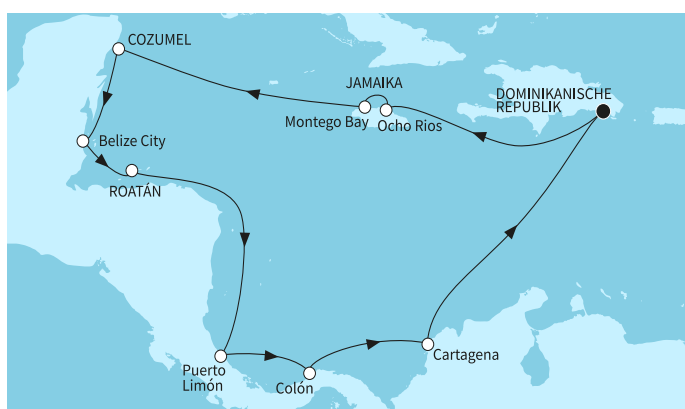 COZUMEL
JAMAIKA
Montego Bay
Ocho Rios
DOMINIKANISCHE
REPUBLIK
Belize City
ROATÁN
Puerto
Limón
Colón
Cartagena